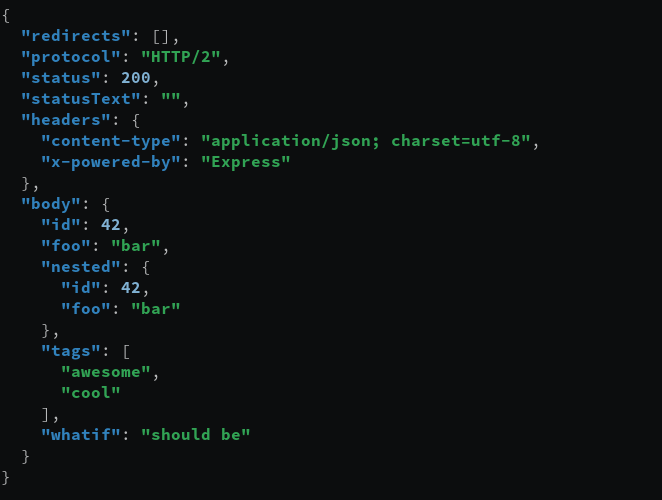 {
  "redirects": [],
  "protocol": "HTTP/2",
  "status": 200,
  "statusText": "",
  "headers": {
    "content-type": "application/json; charset=utf-8",
    "x-powered-by": "Express"
  },
  "body": {
    "id": 42,
    "foo": "bar",
    "nested": {
      "id": 42,
      "foo": "bar"
    },
    "tags": [
      "awesome",
      "cool"
    ],
    "whatif": "should be"
  }
}